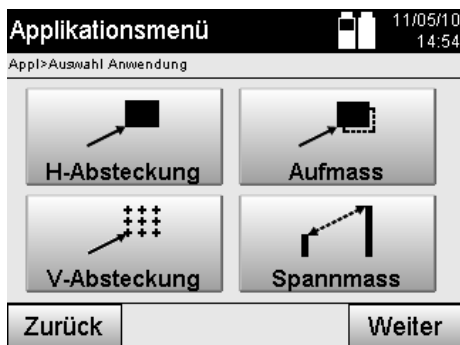 Applikationsmenü
11/05/10
14:54
Appl>Auswahl Anwendung
H-Absteckung
Aufmass
V-Absteckung
Spannmass
Zurück
Weiter